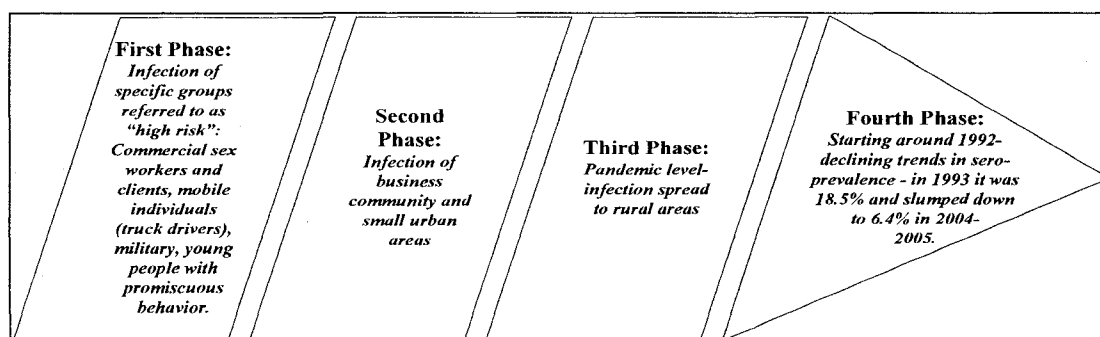 First Phase:
Infection of
specific groups
referred to as
“high risk”:
Commercial sex
workers and
clients, mobile
individuals
(truck drivers),
military, young
people with
promiscuous
behavior.
Second
Phase:
Infection of
business
community and
small urban
areas
Third Phase:
Pandemic level-
infection spread
to rural areas
Fourth Phase:
Starting around 1992-
declining trends in sero-
prevalence - in 1993 it was
18.5% and slumped down
to 6.4% in 2004-
2005.